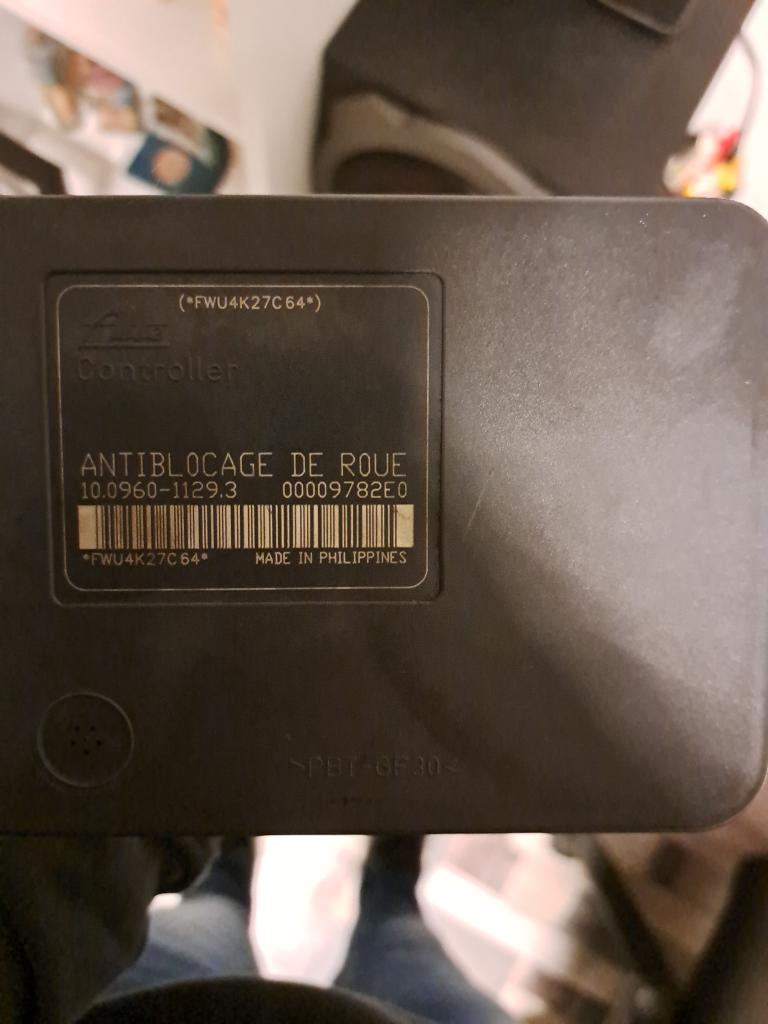 (*FWU4K27C64*)
Controller
ANTIBLOCAGE DE ROUE
10.0960-1129.3 00009782E0
*FWU4K27C64* MADE IN PHILIPPINES
>PBT-GF30<